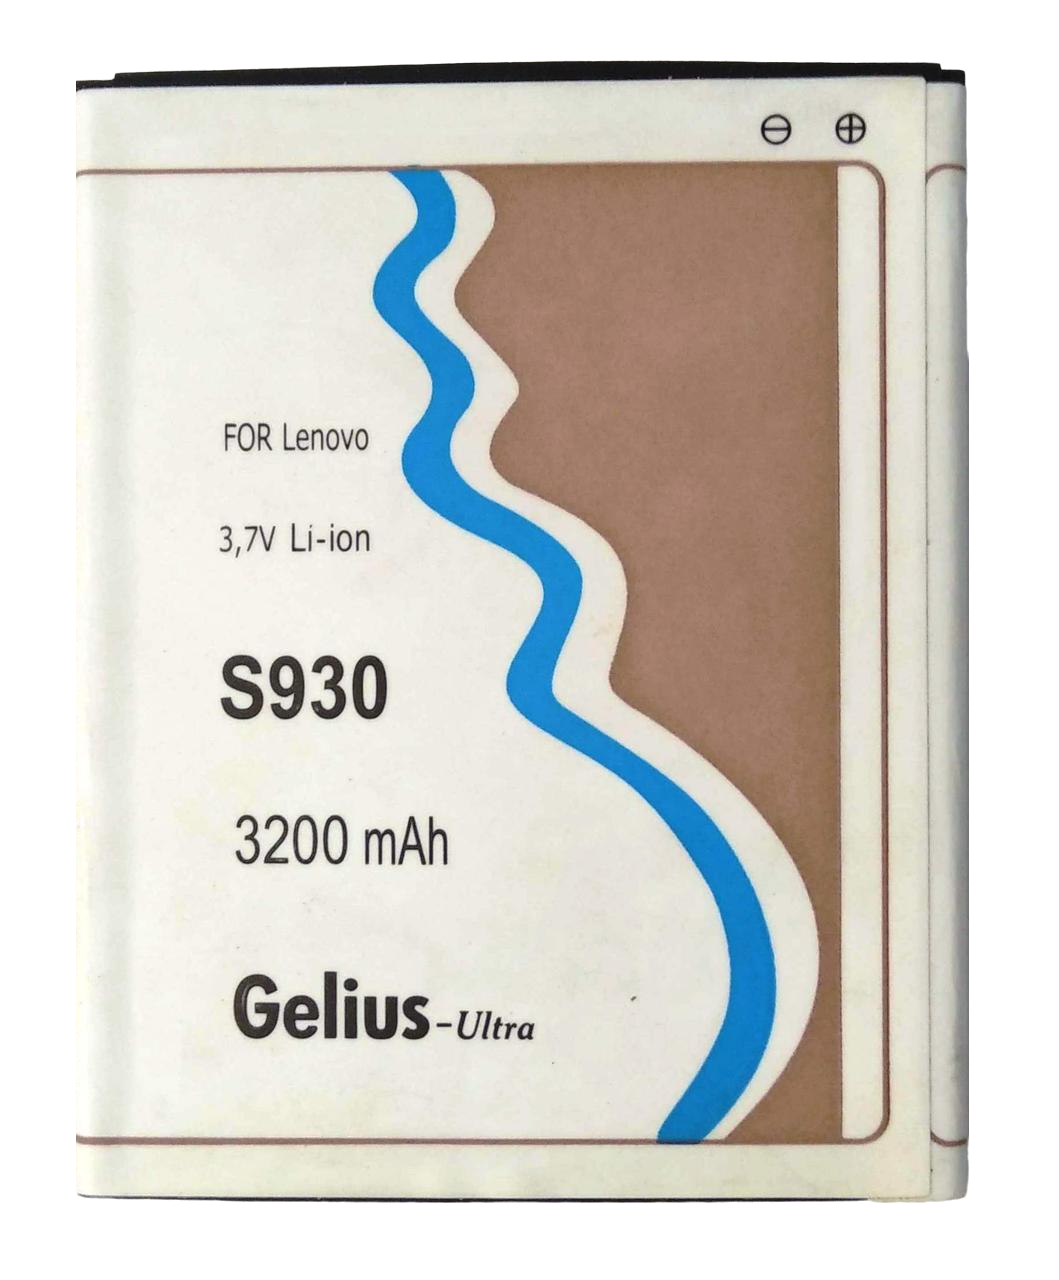 ⊖ ⊕
FOR Lenovo
3,7V Li-ion
S930
3200 mAh
Gelius-Ultra